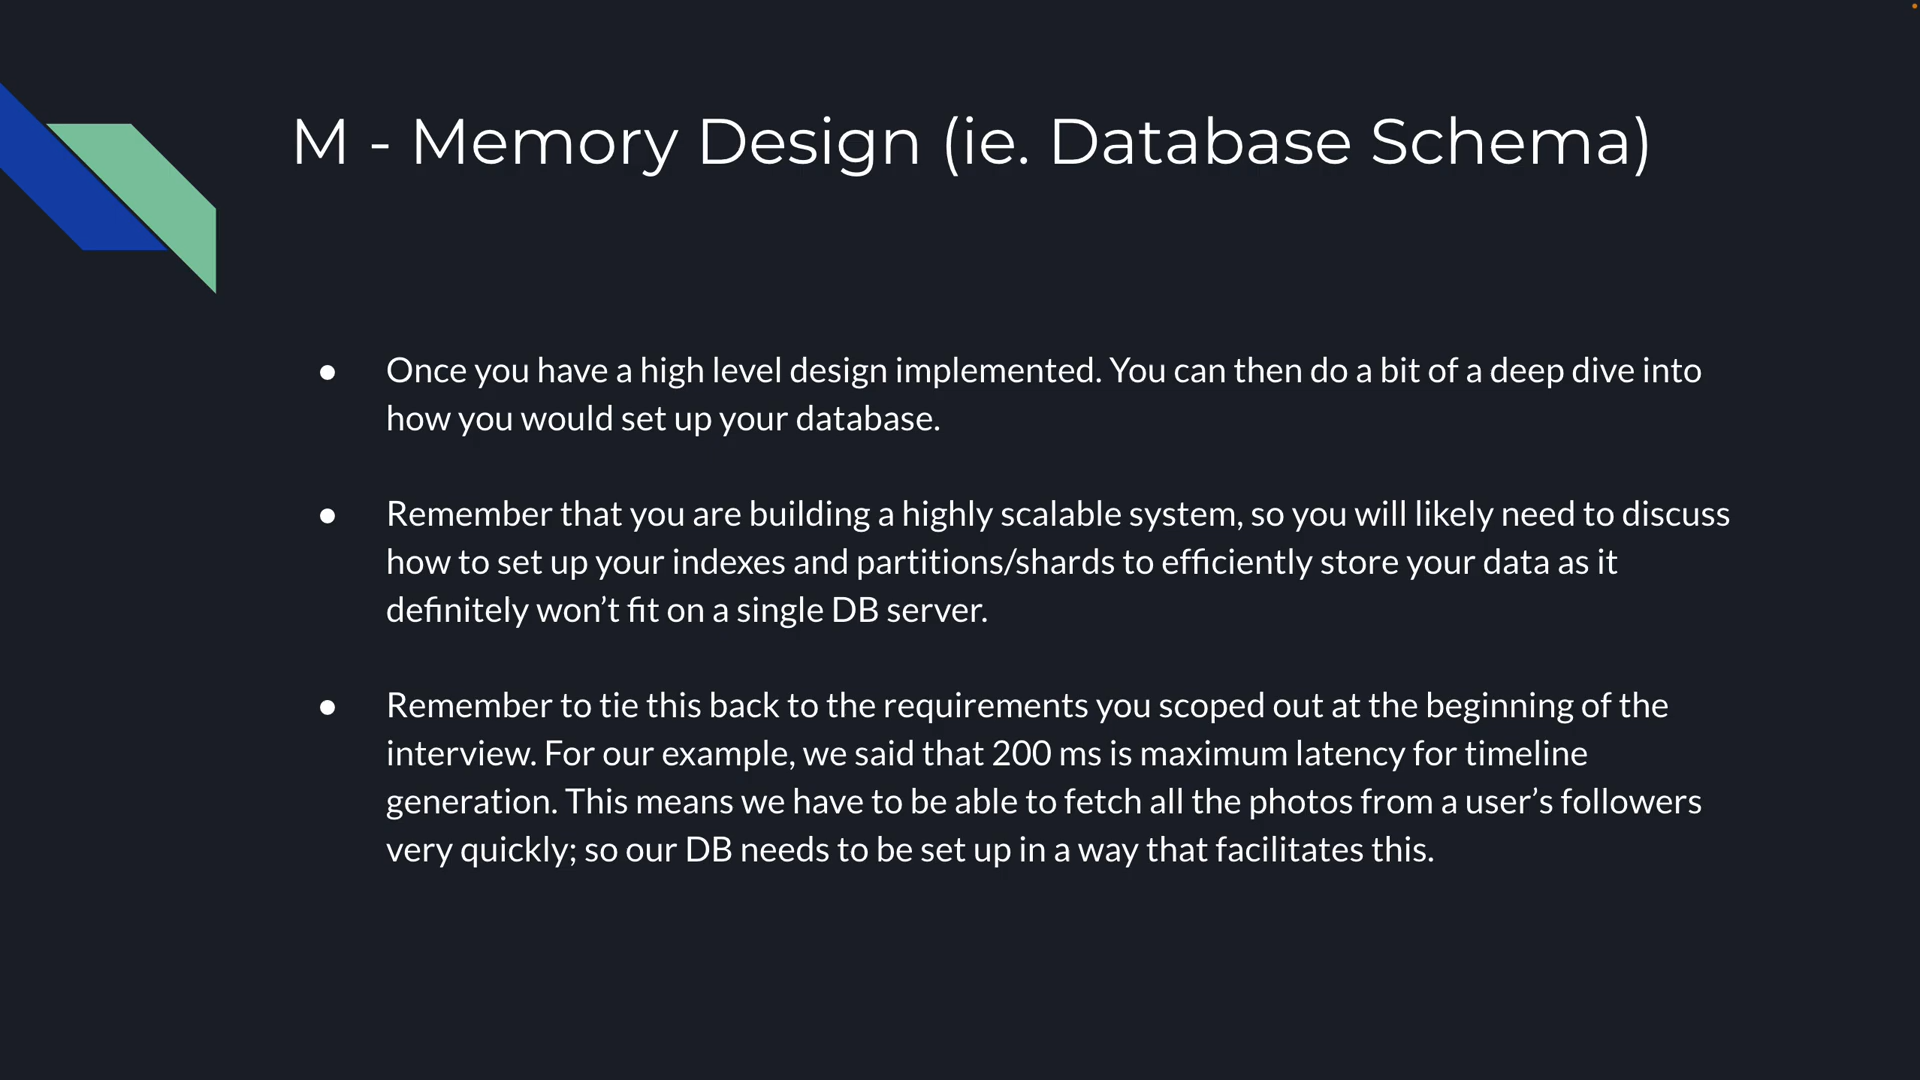 M - Memory Design (ie. Database Schema)
● Once you have a high level design implemented. You can then do a bit of a deep dive into
how you would set up your database.
● Remember that you are building a highly scalable system, so you will likely need to discuss
how to set up your indexes and partitions/shards to efficiently store your data as it
definitely won’t fit on a single DB server.
● Remember to tie this back to the requirements you scoped out at the beginning of the
interview. For our example, we said that 200 ms is maximum latency for timeline
generation. This means we have to be able to fetch all the photos from a user’s followers
very quickly; so our DB needs to be set up in a way that facilitates this.